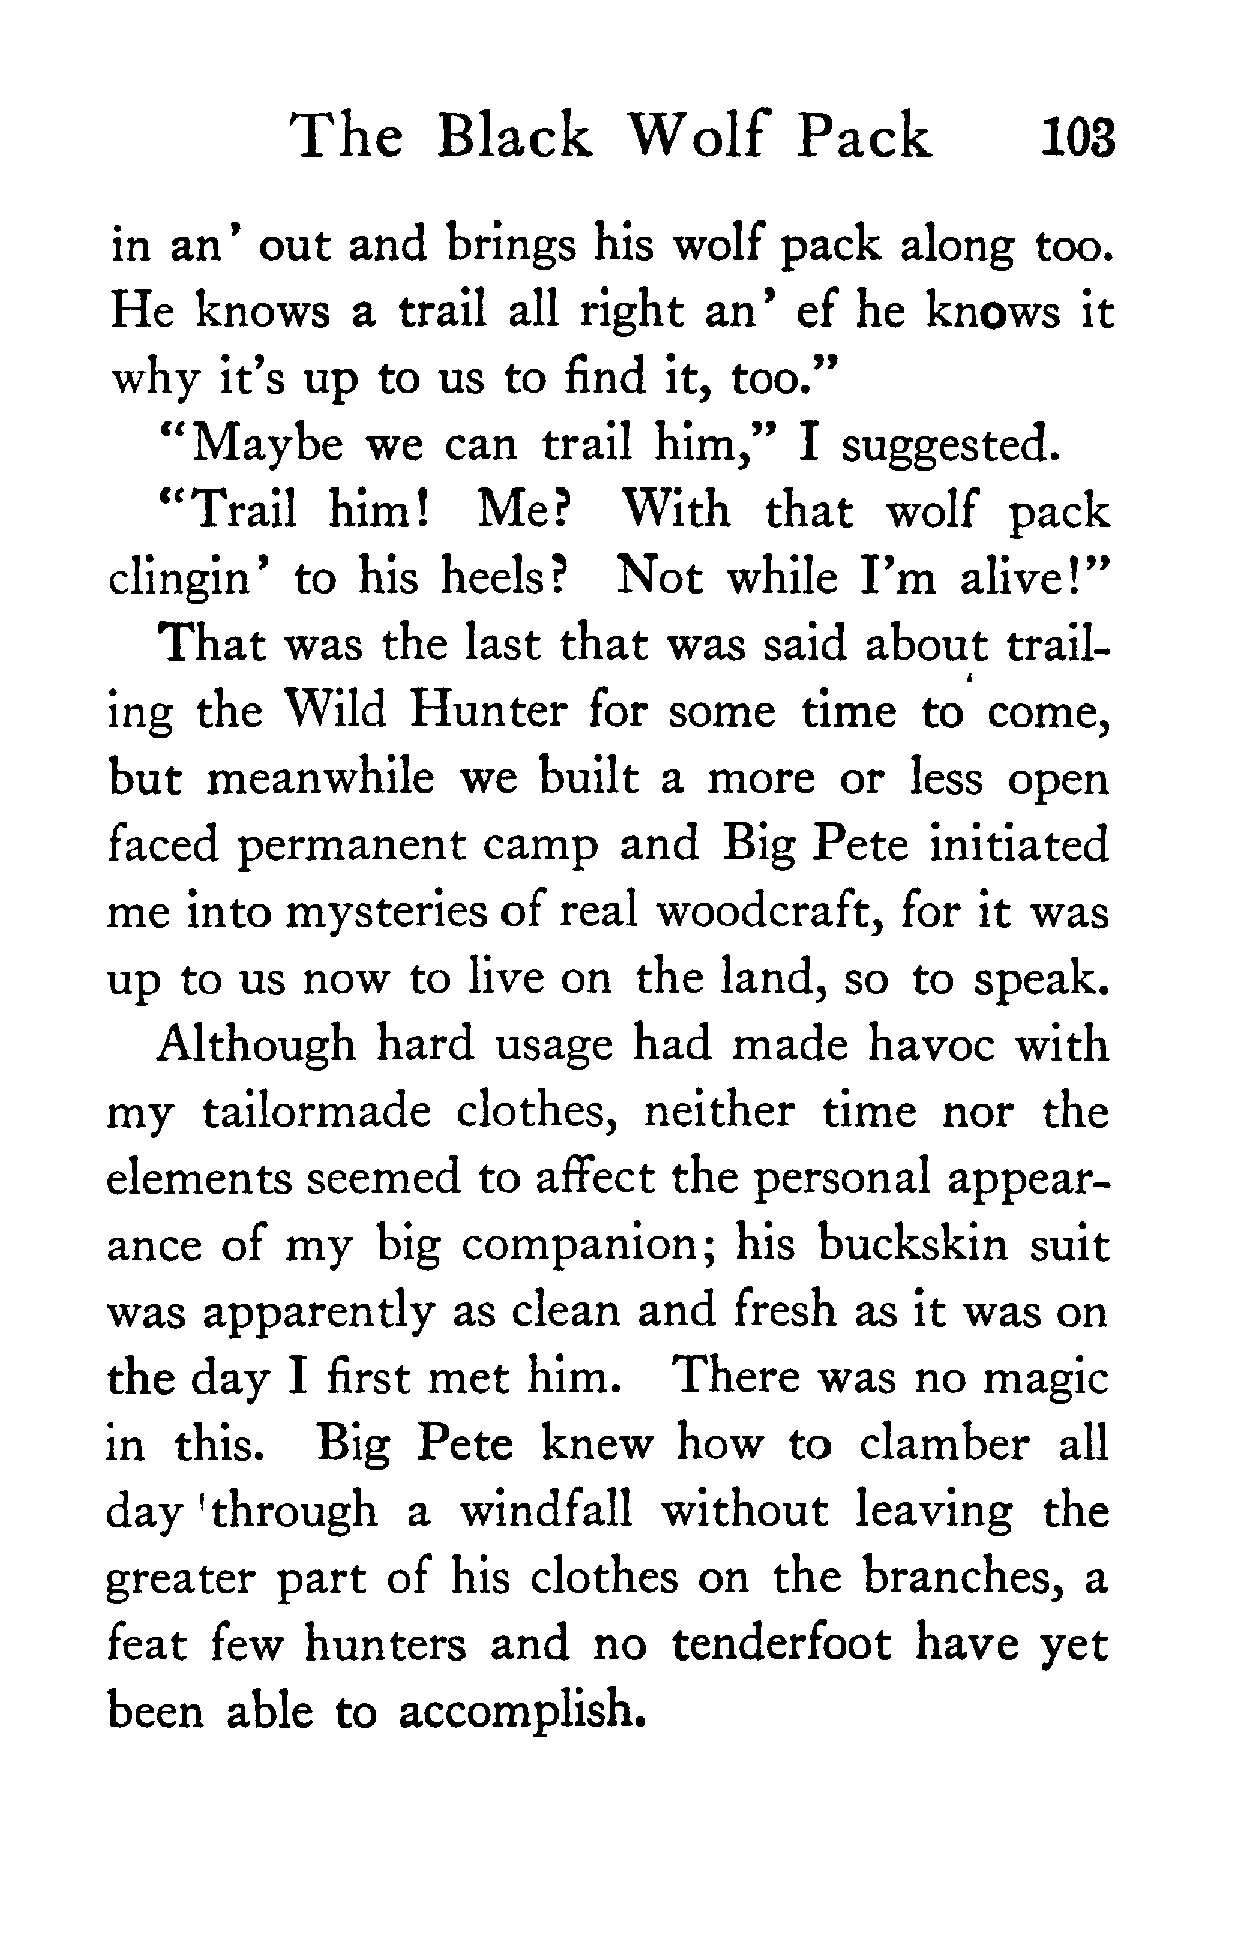 The Black Wolf Pack 103
in an' out and brings his wolf pack along too.
He knows a trail all right an' ef he knows it
why it's up to us to find it, too."
"Maybe we can trail him," I suggested.
"Trail him! Me? With that wolf pack
clingin' to his heels? Not while I'm alive!"
That was the last that was said about trail-
ing the Wild Hunter for some time to come,
but meanwhile we built a more or less open
faced permanent camp and Big Pete initiated
me into mysteries of real woodcraft, for it was
up to us now to live on the land, so to speak.
Although hard usage had made havoc with
my tailormade clothes, neither time nor the
elements seemed to affect the personal appear-
ance of my big companion; his buckskin suit
was apparently as clean and fresh as it was on
the day I first met him. There was no magic
in this. Big Pete knew how to clamber all
day 'through a windfall without leaving the
greater part of his clothes on the branches, a
feat few hunters and no tenderfoot have yet
been able to accomplish.